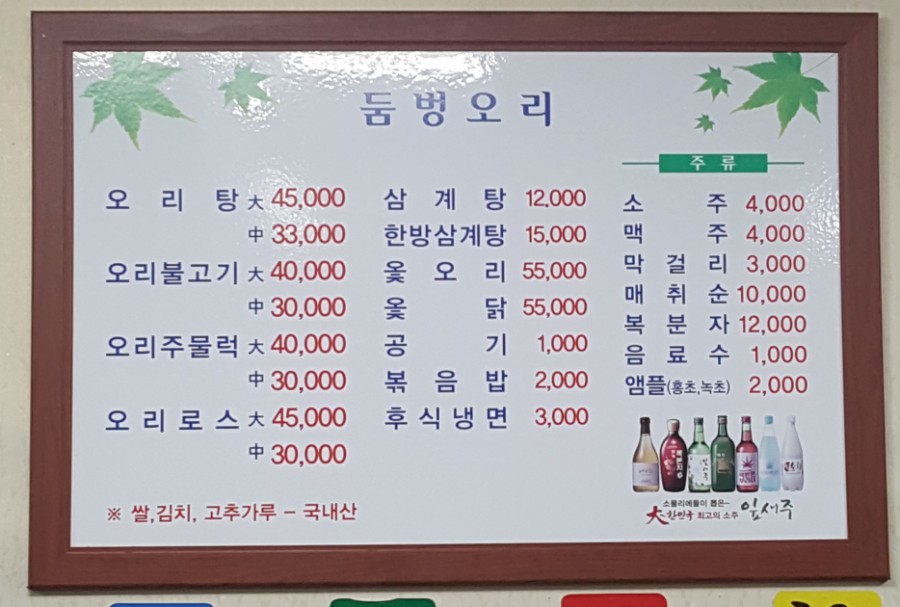 둠벙오리
오리탕 大 45,000
中 33,000
오리불고기 大 40,000
中 30,000
오리주물럭 大 40,000
中 30,000
오리로스 大 45,000
中 30,000
※ 쌀,김치, 고추가루 – 국내산
삼계탕 12,000
한방삼계탕 15,000
옻오리 55,000
옻닭 55,000
공기 1,000
볶음밥 2,000
후식냉면 3,000
주류
소주 4,000
맥주 4,000
막걸리 3,000
매취순 10,000
복분자 12,000
음료수 1,000
앰플(홍초,녹초) 2,000
소믈리에들이 뽑은–
大한민국 최고의 소주 잎새주